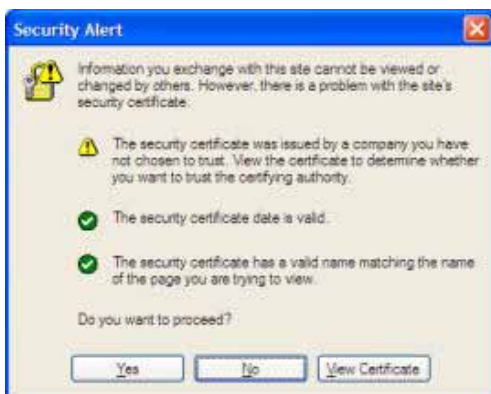 Security Alert
Information you exchange with this site cannot be viewed or
changed by others. However, there is a problem with the site's
security certificate.
The security certificate was issued by a company you have
not chosen to trust. View the certificate to determine whether
you want to trust the certifying authority.
The security certificate date is valid.
The security certificate has a valid name matching the name
of the page you are trying to view.
Do you want to proceed?
Yes No View Certificate